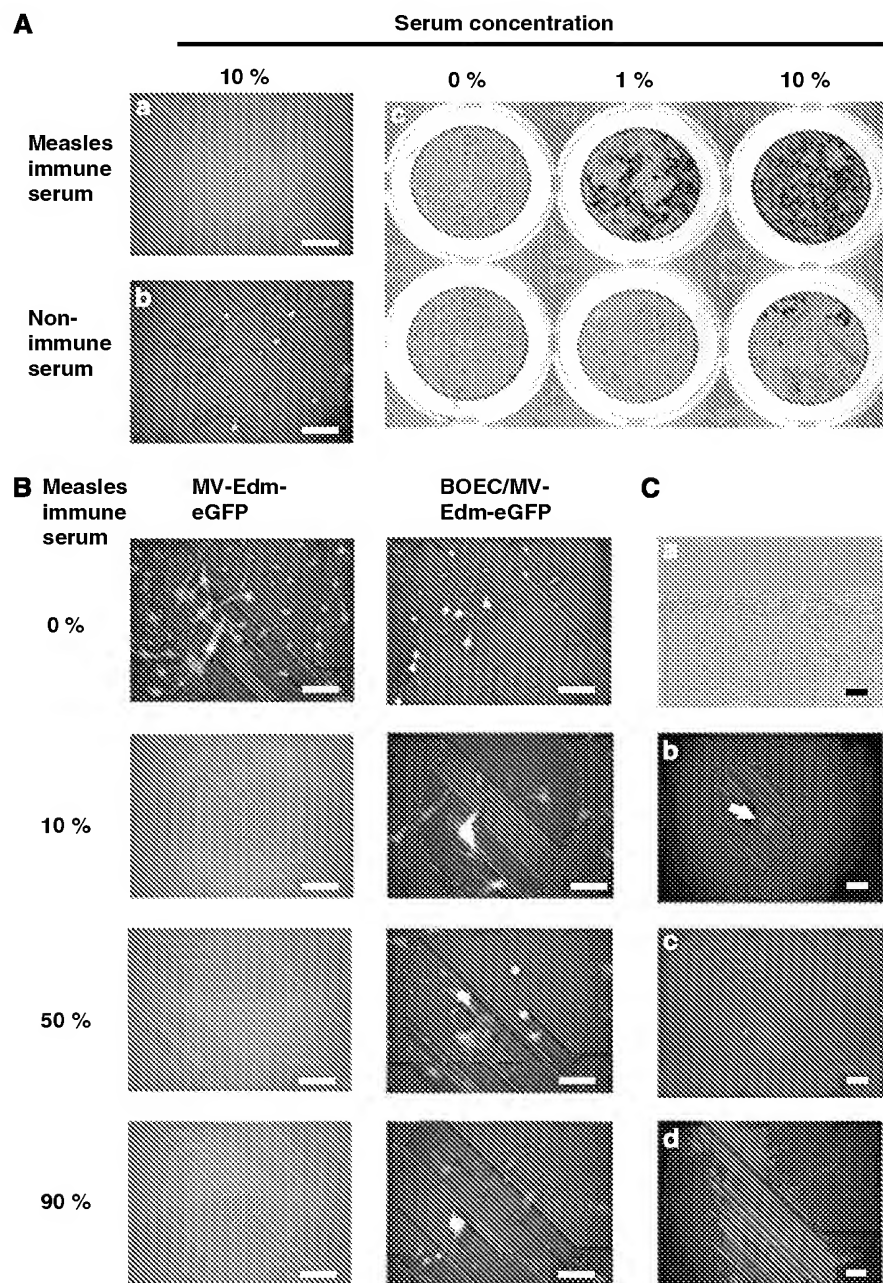 A
Serum concentration
10 %
0 %
1 %
10 %
Measles
immune
serum
a
c
Non-
immune
serum
b
B
Measles
immune
serum
MV-Edm-
eGFP
BOEC/MV-
Edm-eGFP
C
0 %
a
10 %
b
50 %
c
90 %
d